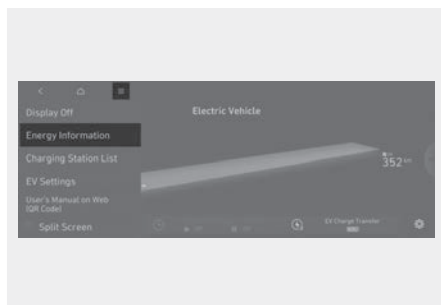 Display Off
Electric Vehicle
Energy Information
Charging Station List
352 km
EV Settings
User's Manual on Web
(QR Code)
EV Charge Transfer
Split Screen